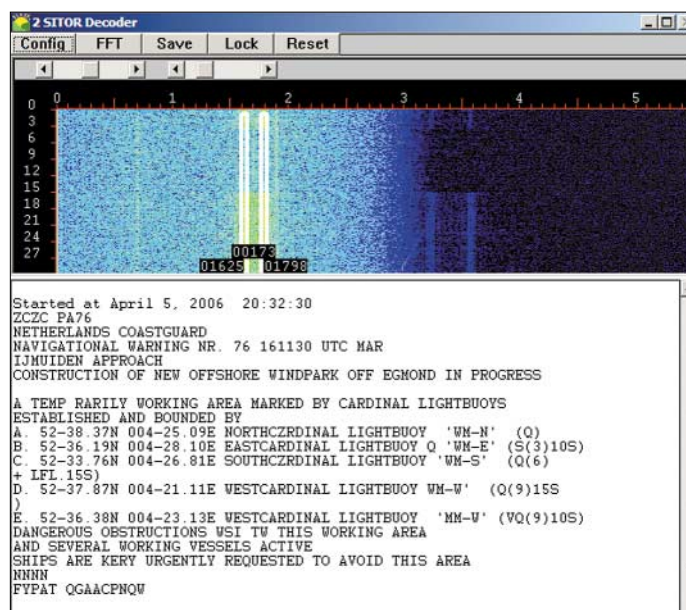 2 SITOR Decoder
Config FFT Save Lock Reset
0 1 2 3 4 5
0
3
6
9
12
15
18
21
24
27
00173
01625 01798
Started at April 5, 2006 20:32:30
ZCZC PA76
NETHERLANDS COASTGUARD
NAVIGATIONAL WARNING NR. 76 161130 UTC MAR
IJMUIDEN APPROACH
CONSTRUCTION OF NEW OFFSHORE WINDPARK OFF EGMOND IN PROGRESS
A TEMP RARILY WORKING AREA MARKED BY CARDINAL LIGHTBUOYS
ESTABLISHED AND BOUNDED BY
A. 52-38.37N 004-25.09E NORTHCZRDINAL LIGHTBUOY 'WM-N' (Q)
B. 52-36.19N 004-28.10E EASTCARDINAL LIGHTBUOY Q 'WM-E' (S(3)10S)
C. 52-33.76N 004-26.81E SOUTHCZRDINAL LIGHTBUOY 'WM-S' (Q(6)
+ LFL.15S)
D. 52-37.87N 004-21.11E WESTCARDINAL LIGHTBUOY WM-W' (Q(9)15S
)
E. 52-36.38N 004-23.13E WESTCARDINAL LIGHTBUOY 'MM-W' (VQ(9)10S)
DANGEROUS OBSTRUCTIONS WSI TW THIS WORKING AREA
AND SEVERAL WORKING VESSELS ACTIVE
SHIPS ARE KERY URGENTLY REQUESTED TO AVOID THIS AREA
NNNN
FYPAT QGAACPNQW